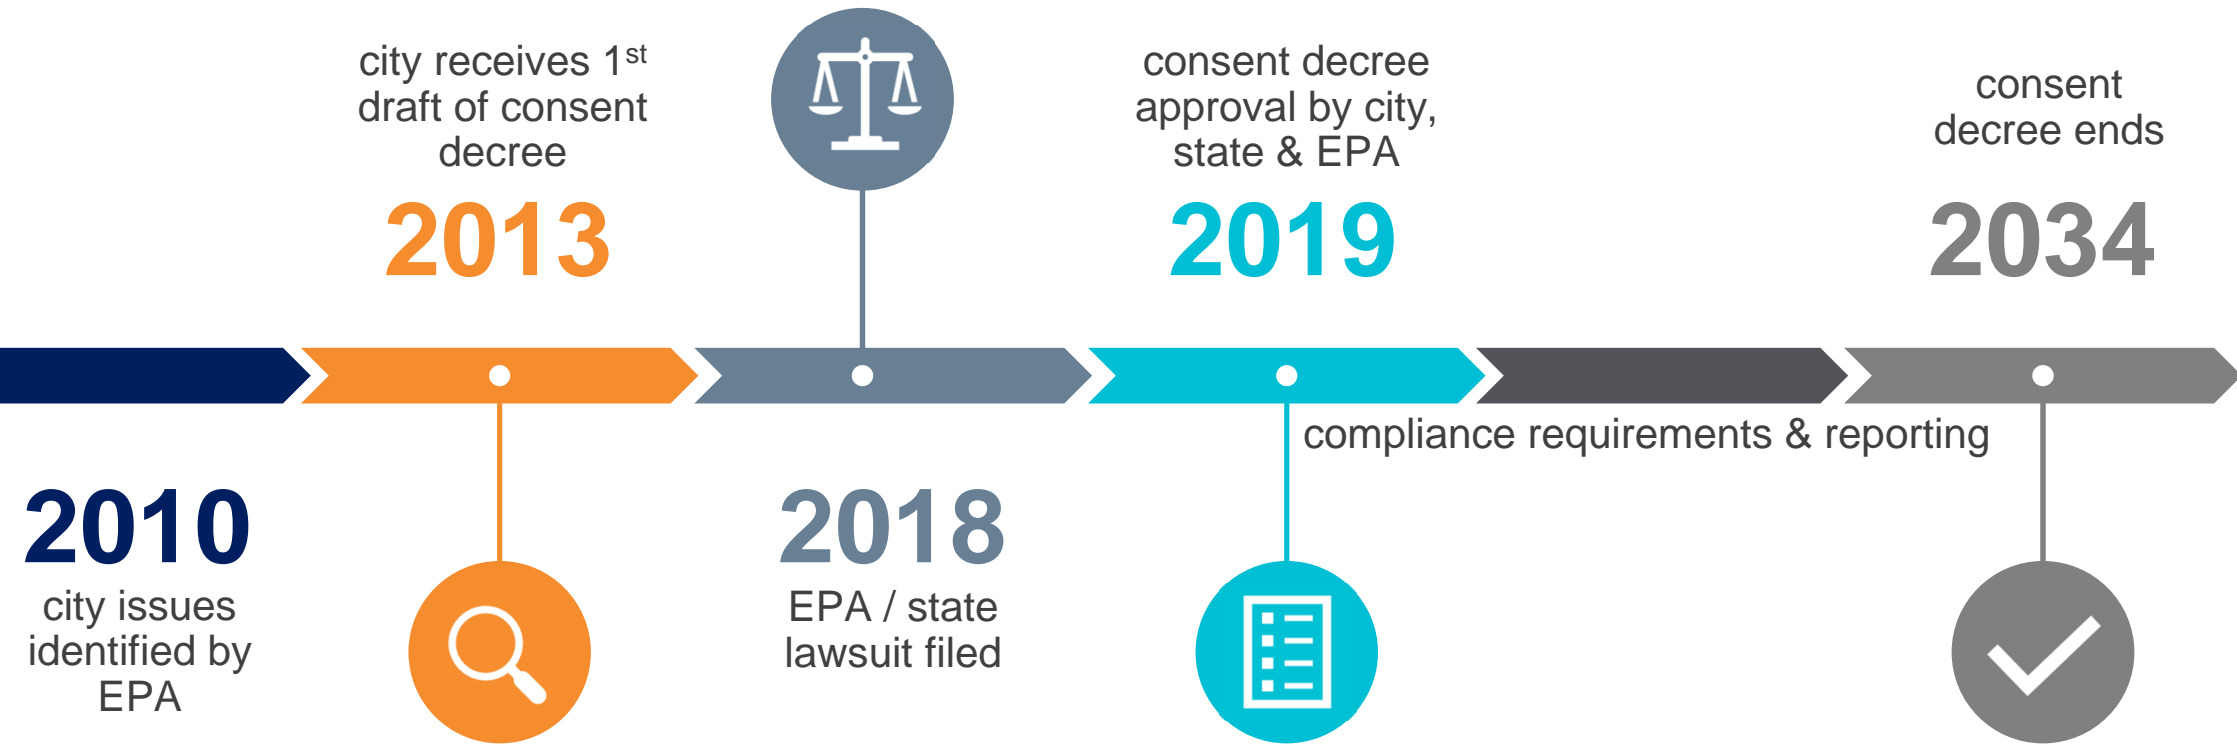 2010
city issues
identified by
EPA
city receives 1st
draft of consent
decree
2013
2018
EPA / state
lawsuit filed
consent decree
approval by city,
state & EPA
2019
compliance requirements & reporting
consent
decree ends
2034